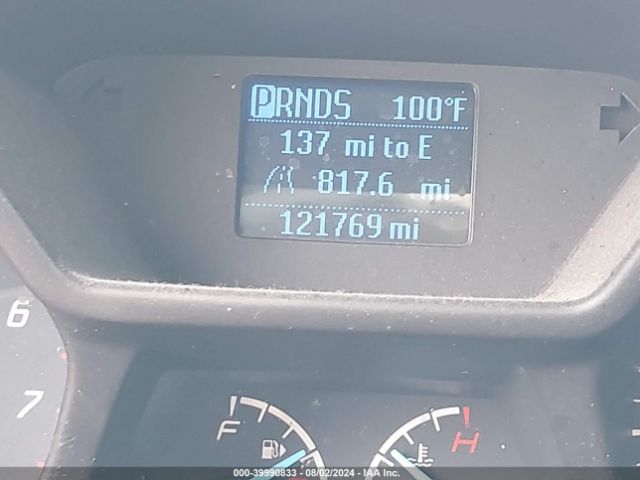 PRNDS 100°F
137 mi to E
817.6 mi
121769 mi
6
7
F
H
000-39990833 - 08/02/2024 - IAA Inc.